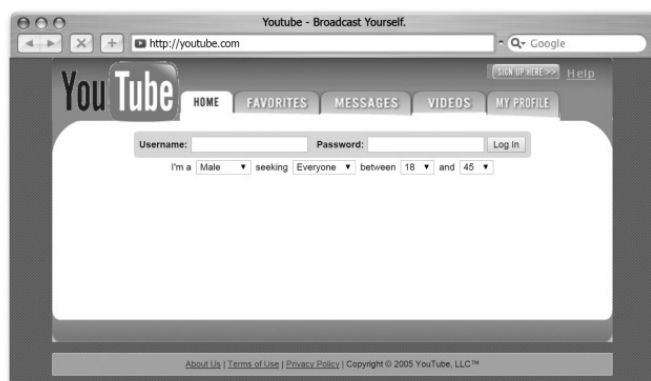 Youtube - Broadcast Yourself.
http://youtube.com
Google
SIGN UP HERE >> Help
YouTube
HOME FAVORITES MESSAGES VIDEOS MY PROFILE
Username: Password: Log In
I'm a Male seeking Everyone between 18 and 45
About Us | Terms of Use | Privacy Policy | Copyright © 2005 YouTube, LLC™